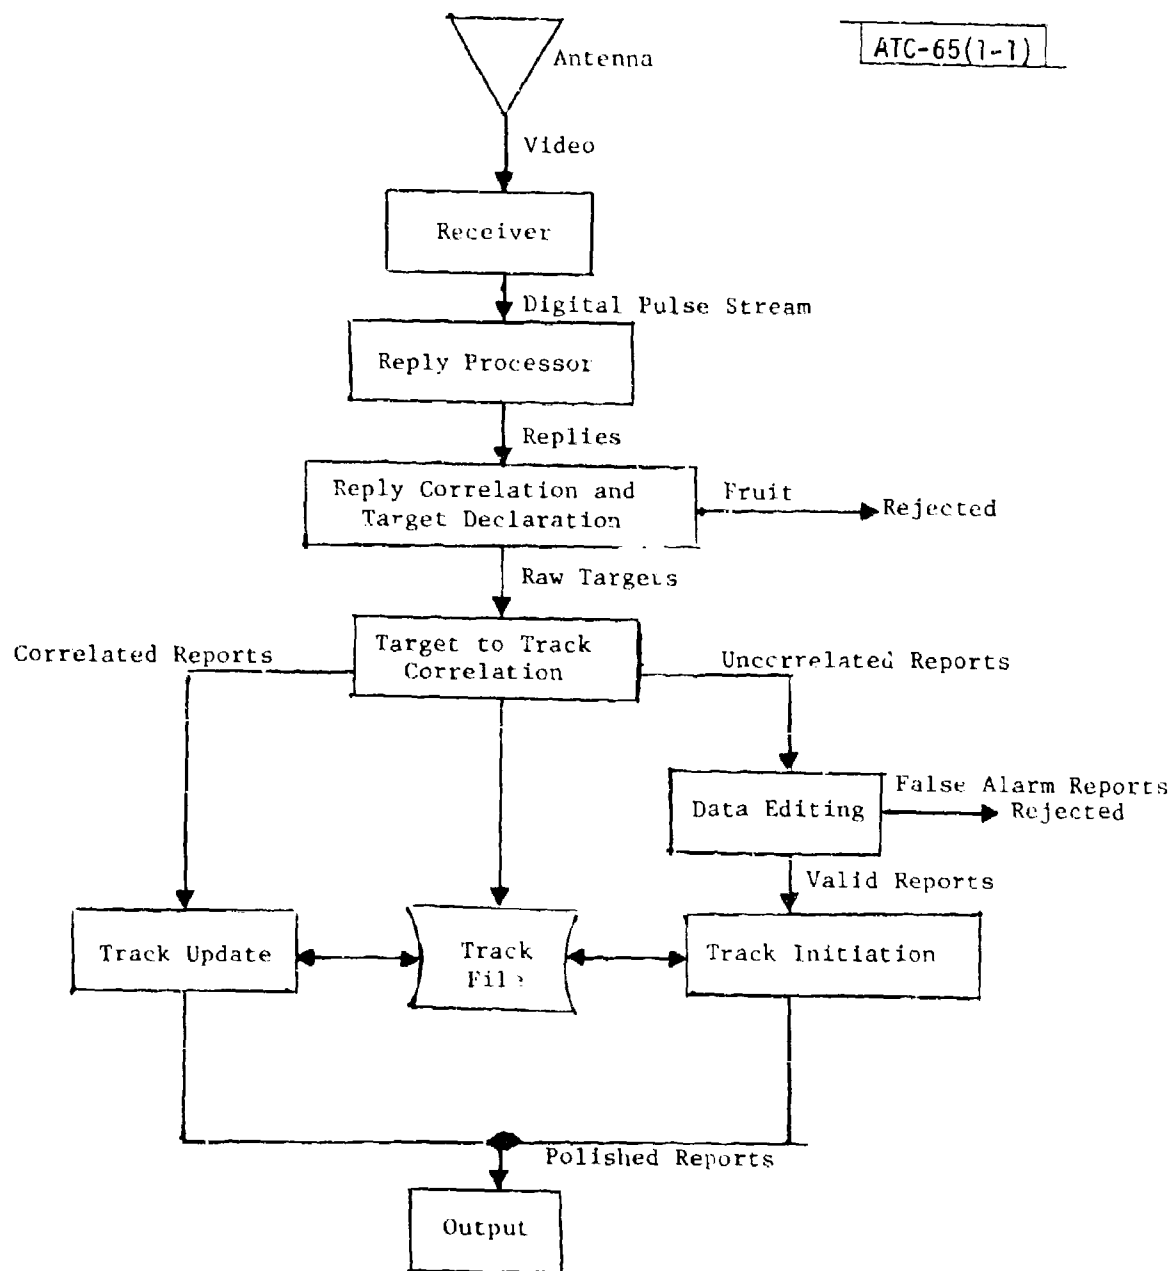 ATC-65(1-1)
Antenna
Video
Receiver
Digital Pulse Stream
Reply Processor
Replies
Reply Correlation and
Target Declaration
Fruit
Rejected
Raw Targets
Target to Track
Correlation
Correlated Reports
Uncorrelated Reports
Data Editing
False Alarm Reports
Rejected
Valid Reports
Track Update
Track
File
Track Initiation
Polished Reports
Output